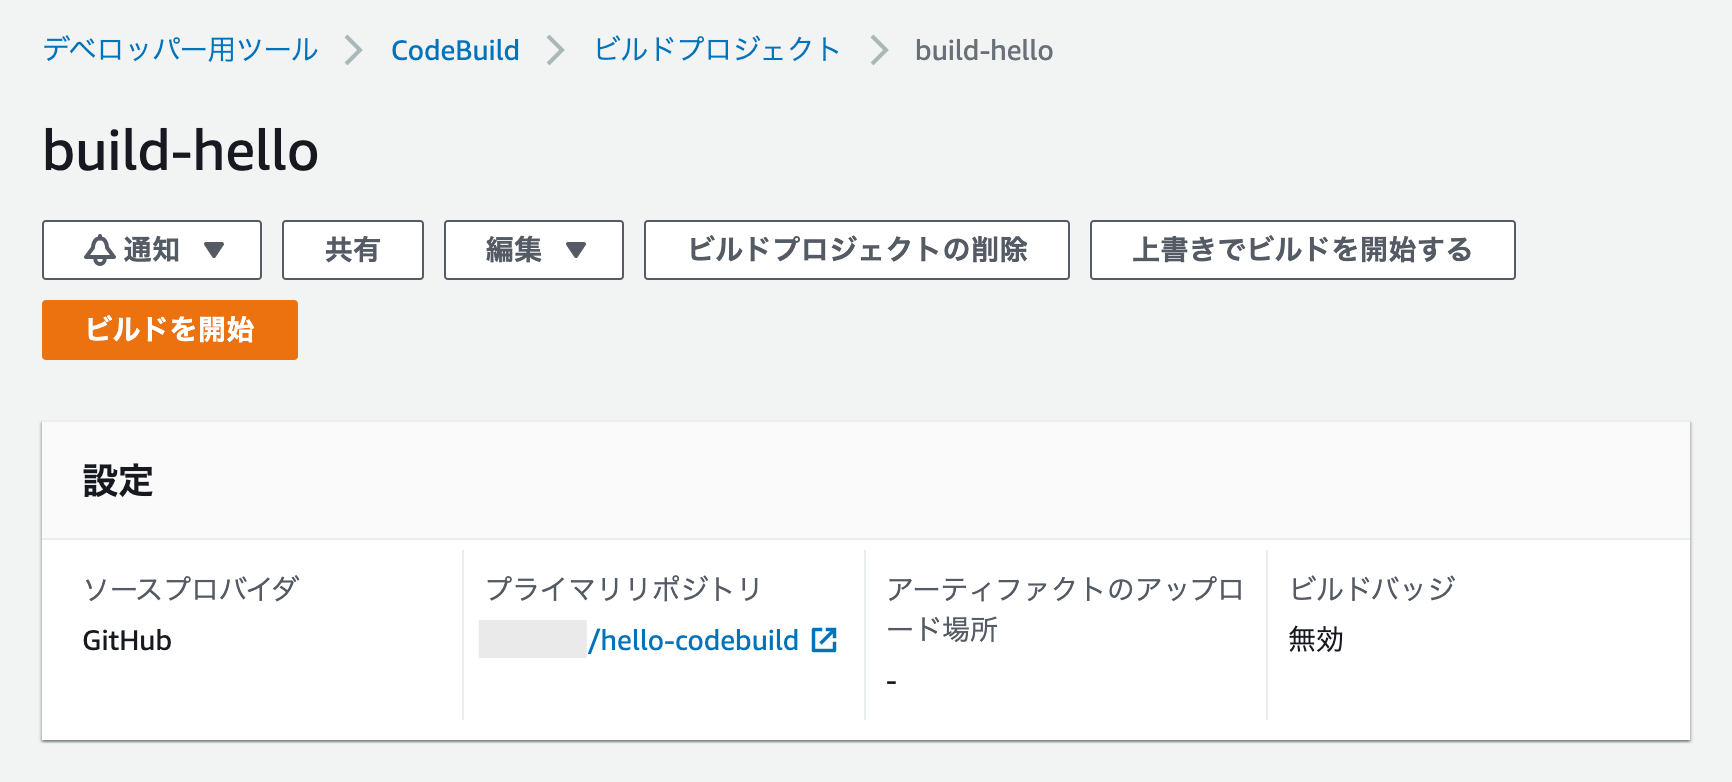 デベロッパー用ツール CodeBuild ビルドプロジェクト build-hello
build-hello
通知 共有 編集 ビルドプロジェクトの削除 上書きでビルドを開始する
ビルドを開始
設定
ソースプロバイダ
GitHub
プライマリリポジトリ
/hello-codebuild
アーティファクトのアップロ
ード場所
-
ビルドバッジ
無効